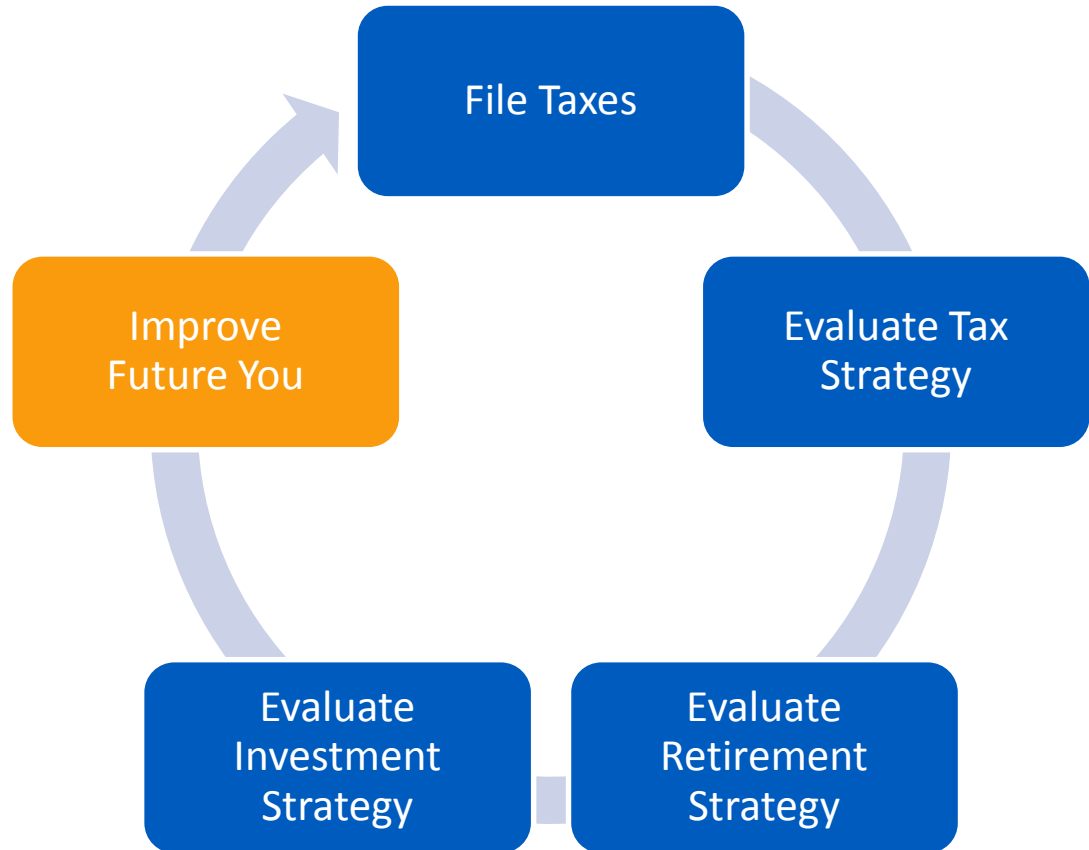 File Taxes
Evaluate Tax
Strategy
Evaluate
Retirement
Strategy
Evaluate
Investment
Strategy
Improve
Future You